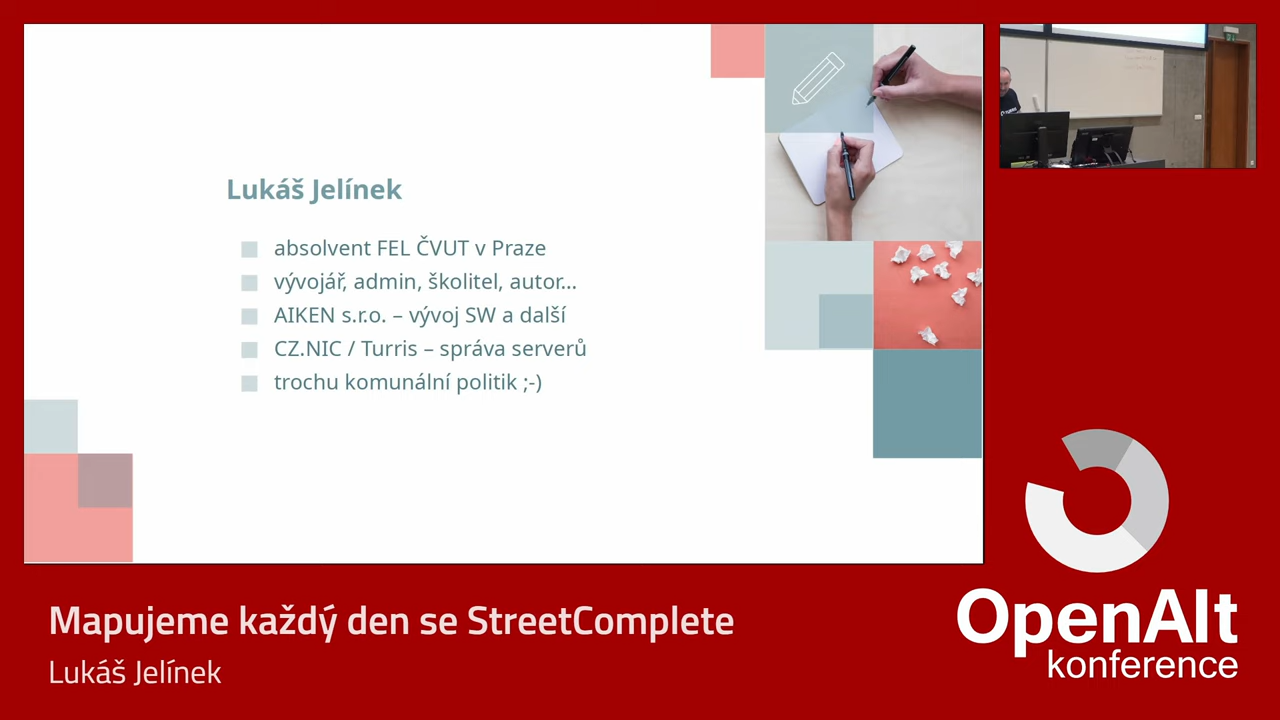 Lukáš Jelínek
absolvent FEL ČVUT v Praze
vývojář, admin, školitel, autor...
AIKEN s.r.o. – vývoj SW a další
CZ.NIC / Turris – správa serverů
trochu komunální politik ;-)
Mapujeme každý den se StreetComplete
Lukáš Jelínek
OpenAlt
konference